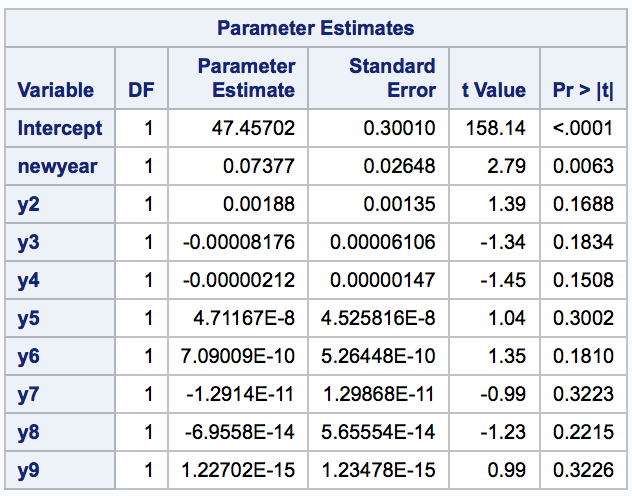 Parameter Estimates
Variable DF Parameter Estimate Standard Error t Value Pr > |t|
Intercept 1 47.45702 0.30010 158.14 <.0001
newyear 1 0.07377 0.02648 2.79 0.0063
y2 1 0.00188 0.00135 1.39 0.1688
y3 1 -0.00008176 0.00006106 -1.34 0.1834
y4 1 -0.00000212 0.00000147 -1.45 0.1508
y5 1 4.71167E-8 4.525816E-8 1.04 0.3002
y6 1 7.09009E-10 5.26448E-10 1.35 0.1810
y7 1 -1.2914E-11 1.29868E-11 -0.99 0.3223
y8 1 -6.9558E-14 5.65554E-14 -1.23 0.2215
y9 1 1.22702E-15 1.23478E-15 0.99 0.3226